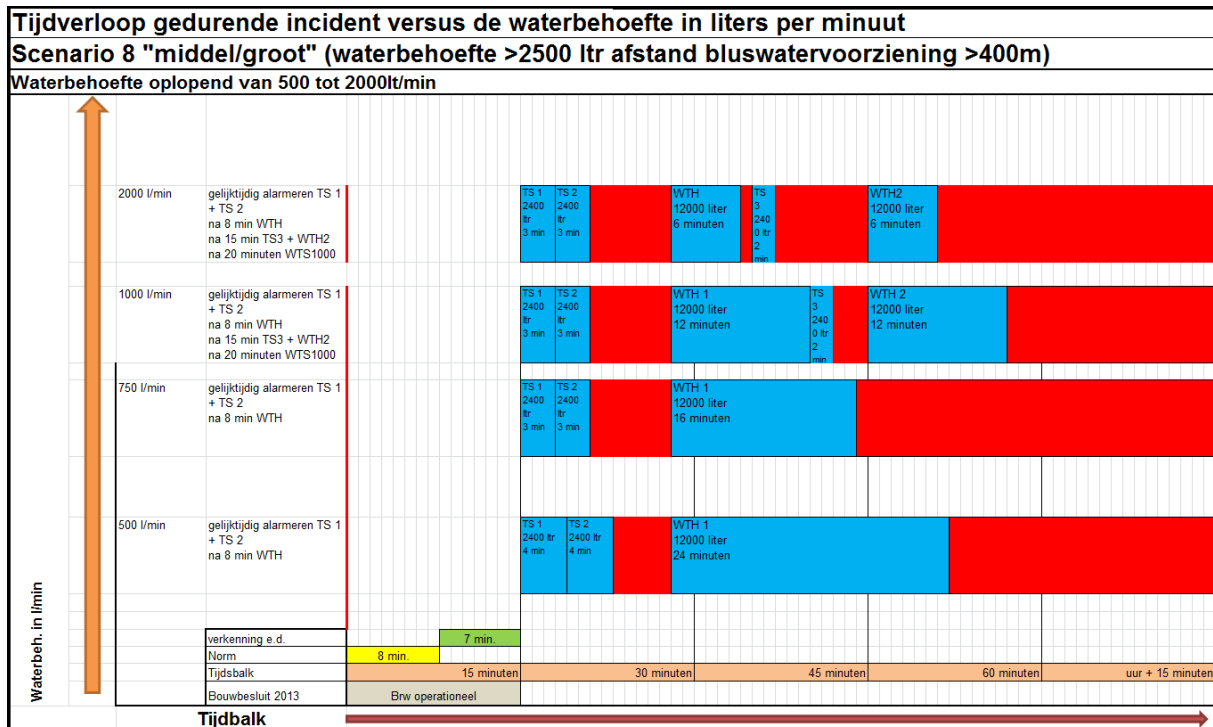 Tijdverloop gedurende incident versus de waterbehoefte in liters per minuut
Scenario 8 "middel/groot" (waterbehoefte >2500 ltr afstand bluswatervoorziening >400m)
Waterbehoefte oplopend van 500 tot 2000lt/min
2000 l/min
gelijktijdig alarmeren TS 1
+ TS 2
na 8 min WTH
na 15 min TS3 + WTH2
na 20 minuten WTS1000
TS 1
2400
ltr
3 min
TS 2
2400
ltr
3 min
WTH
12000 liter
6 minuten
TS
3
240
0 ltr
2
min
WTH2
12000 liter
6 minuten
1000 l/min
gelijktijdig alarmeren TS 1
+ TS 2
na 8 min WTH
na 15 min TS3 + WTH2
na 20 minuten WTS1000
TS 1
2400
ltr
3 min
TS 2
2400
ltr
3 min
WTH 1
12000 liter
12 minuten
TS
3
240
0 ltr
2
min
WTH 2
12000 liter
12 minuten
750 l/min
gelijktijdig alarmeren TS 1
+ TS 2
na 8 min WTH
TS 1
2400
ltr
3 min
TS 2
2400
ltr
3 min
WTH 1
12000 liter
16 minuten
500 l/min
gelijktijdig alarmeren TS 1
+ TS 2
na 8 min WTH
TS 1
2400 ltr
4 min
TS 2
2400 ltr
4 min
WTH 1
12000 liter
24 minuten
Waterbeh. in l/min
verkenning e.d.
7 min.
Norm
8 min.
Tijdsbalk
15 minuten
30 minuten
45 minuten
60 minuten
uur + 15 minuten
Bouwbesluit 2013
Brw operationeel
Tijdbalk